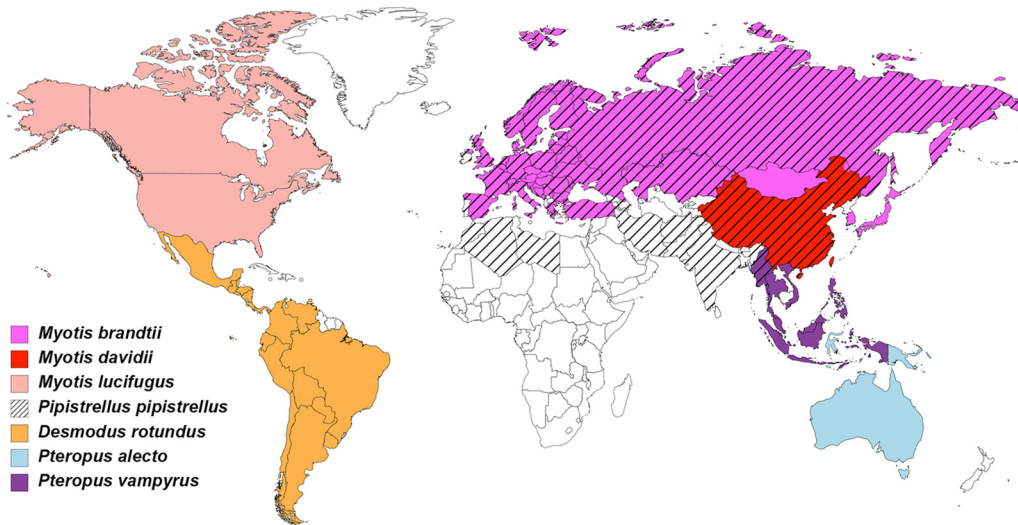 Myotis brandtii
Myotis davidii
Myotis lucifugus
Pipistrellus pipistrellus
Desmodus rotundus
Pteropus alecto
Pteropus vampyrus